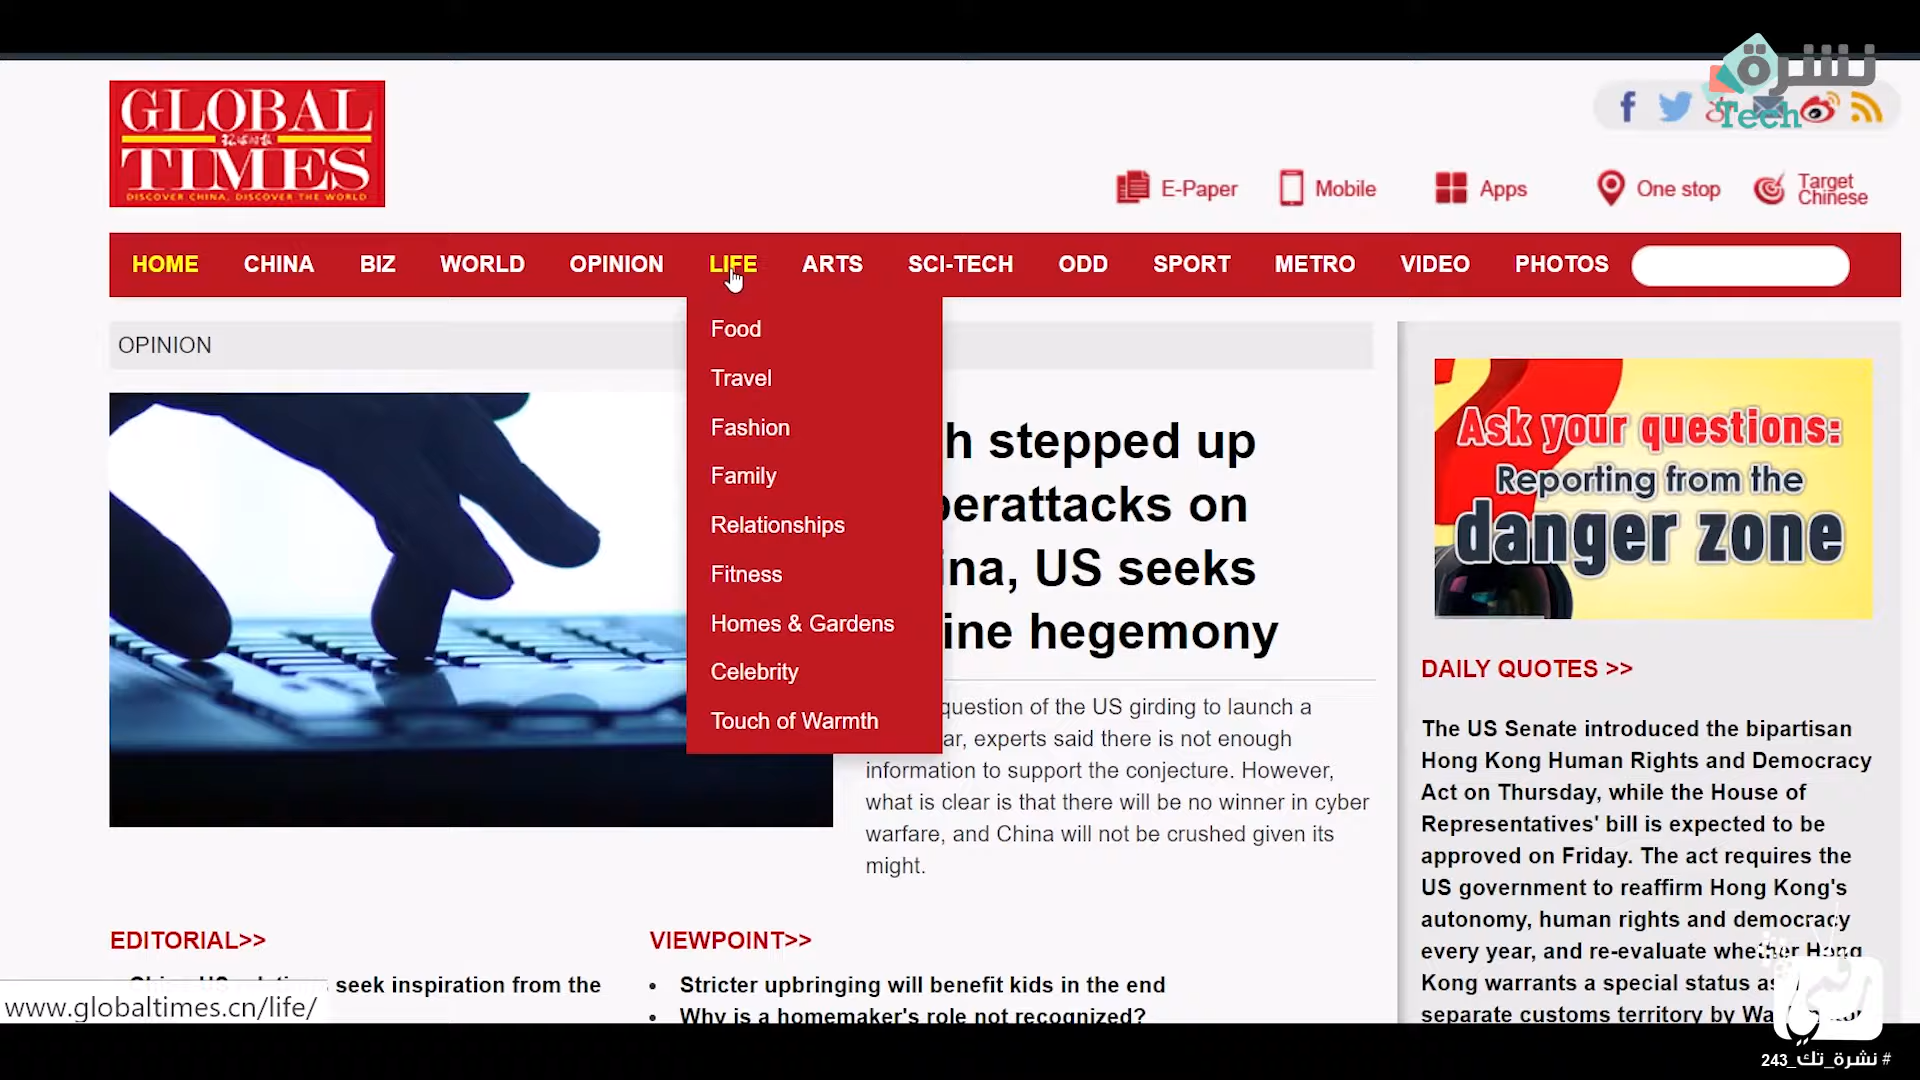 نشرة
Tech
GLOBAL
TIMES
DISCOVER CHINA, DISCOVER THE WORLD
E-Paper
Mobile
Apps
One stop
Target
Chinese
HOME CHINA BIZ WORLD OPINION LIFE ARTS SCI-TECH ODD SPORT METRO VIDEO PHOTOS
Food
Travel
Fashion
Family
Relationships
Fitness
Homes & Gardens
Celebrity
Touch of Warmth
OPINION
h stepped up
perattacks on
ina, US seeks
ine hegemony
question of the US girding to launch a
ar, experts said there is not enough
information to support the conjecture. However,
what is clear is that there will be no winner in cyber
warfare, and China will not be crushed given its
might.
Ask your questions:
Reporting from the
danger zone
DAILY QUOTES >>
The US Senate introduced the bipartisan
Hong Kong Human Rights and Democracy
Act on Thursday, while the House of
Representatives' bill is expected to be
approved on Friday. The act requires the
US government to reaffirm Hong Kong's
autonomy, human rights and democracy
every year, and re-evaluate whether Hong
Kong warrants a special status as
separate customs territory by
EDITORIAL>>
seek inspiration from the
VIEWPOINT>>
• Stricter upbringing will benefit kids in the end
• Why is a homemaker's role not recognized?
www.globaltimes.cn/life/
# نشرة_تك_243